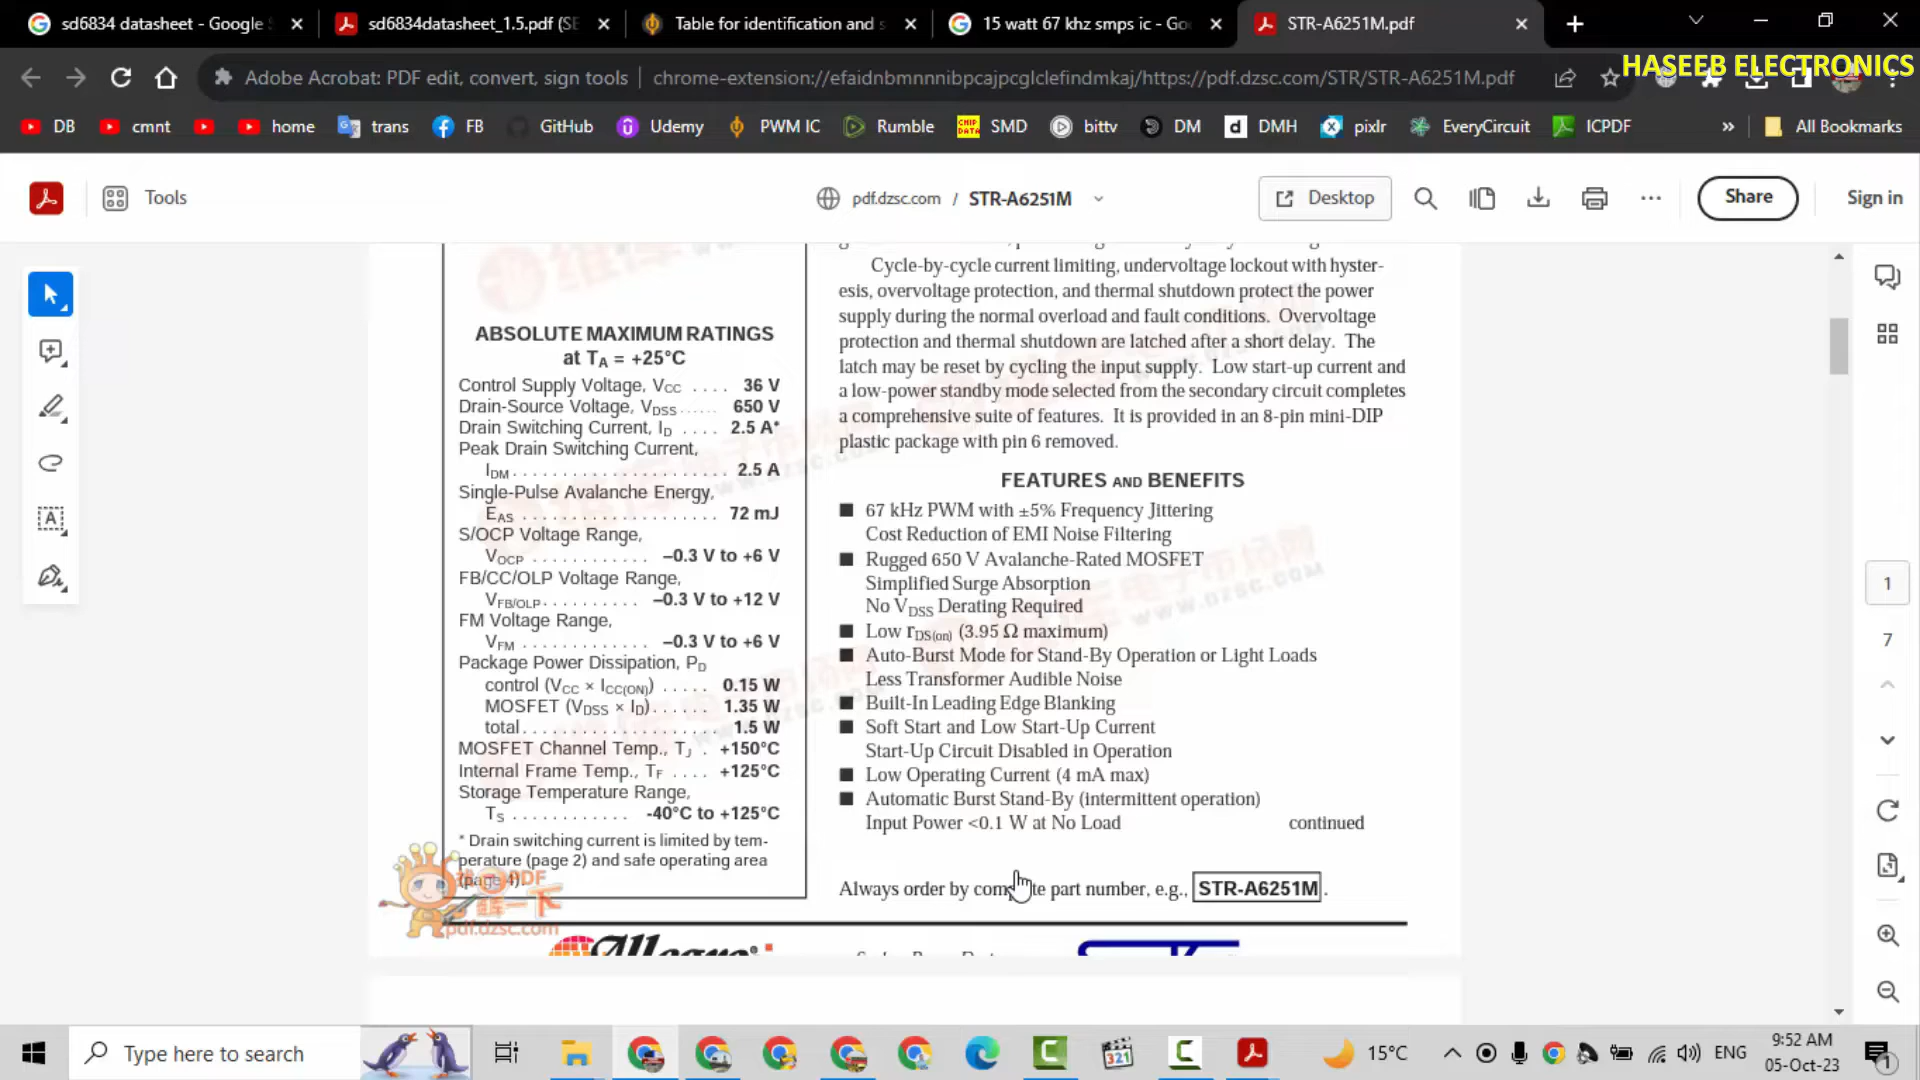 sd6834 datasheet - Google
sd6834datasheet_1.5.pdf (SE
Table for identification and s
15 watt 67 khz smps ic - Go
STR-A6251M.pdf
HASEEB ELECTRONICS
Adobe Acrobat: PDF edit, convert, sign tools
chrome-extension://efaidnbmnnnibpcajpcglclefindmkaj/https://pdf.dzsc.com/STR/STR-A6251M.pdf
DB cmnt home trans FB GitHub Udemy PWM IC Rumble SMD bittv DM DMH pixlr EveryCircuit ICPDF » All Bookmarks
Tools
pdf.dzsc.com / STR-A6251M
Desktop
Share
Sign in
ABSOLUTE MAXIMUM RATINGS
at TA = +25°C
Control Supply Voltage, VCC .... 36 V
Drain-Source Voltage, VDSS ...... 650 V
Drain Switching Current, ID .... 2.5 A*
Peak Drain Switching Current,
IDM ........................ 2.5 A
Single-Pulse Avalanche Energy,
EAS ..................... 72 mJ
S/OCP Voltage Range,
VOCP ............ –0.3 V to +6 V
FB/CC/OLP Voltage Range,
VFB/OLP .......... –0.3 V to +12 V
FM Voltage Range,
VFM ............. –0.3 V to +6 V
Package Power Dissipation, PD
control (VCC × ICC(ON)) ..... 0.15 W
MOSFET (VDSS × ID) ...... 1.35 W
total ..................... 1.5 W
MOSFET Channel Temp., TJ . +150°C
Internal Frame Temp., TF .... +125°C
Storage Temperature Range,
TS ............ -40°C to +125°C
* Drain switching current is limited by tem-
perature (page 2) and safe operating area
(page 4).
pdf.dzsc.com
Cycle-by-cycle current limiting, undervoltage lockout with hyster-
esis, overvoltage protection, and thermal shutdown protect the power
supply during the normal overload and fault conditions. Overvoltage
protection and thermal shutdown are latched after a short delay. The
latch may be reset by cycling the input supply. Low start-up current and
a low-power standby mode selected from the secondary circuit completes
a comprehensive suite of features. It is provided in an 8-pin mini-DIP
plastic package with pin 6 removed.
FEATURES AND BENEFITS
■ 67 kHz PWM with ±5% Frequency Jittering
Cost Reduction of EMI Noise Filtering
■ Rugged 650 V Avalanche-Rated MOSFET
Simplified Surge Absorption
No VDSS Derating Required
■ Low rDS(on) (3.95 Ω maximum)
■ Auto-Burst Mode for Stand-By Operation or Light Loads
Less Transformer Audible Noise
■ Built-In Leading Edge Blanking
■ Soft Start and Low Start-Up Current
Start-Up Circuit Disabled in Operation
■ Low Operating Current (4 mA max)
■ Automatic Burst Stand-By (intermittent operation)
Input Power <0.1 W at No Load
continued
Always order by complete part number, e.g., STR-A6251M .
Allegro
1
7
Type here to search
321
15°C
ENG
9:52 AM
05-Oct-23
1